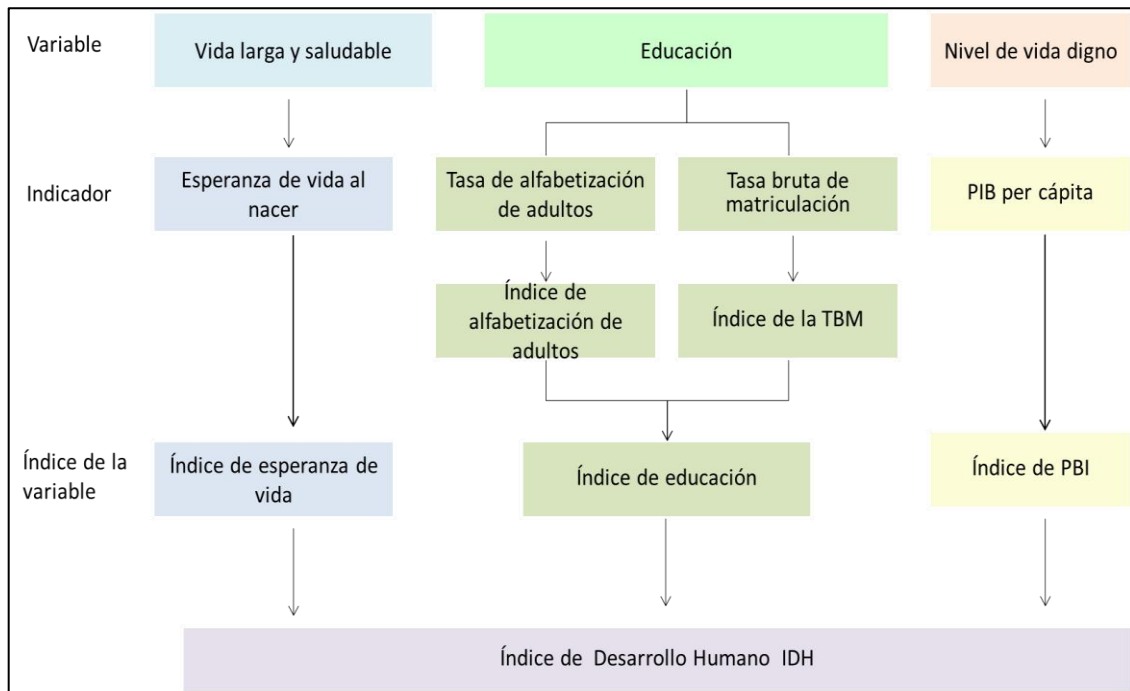 Variable
Vida larga y saludable
Educación
Nivel de vida digno
Indicador
Esperanza de vida al
nacer
Tasa de alfabetización
de adultos
Tasa bruta de
matriculación
PIB per cápita
Índice de
alfabetización de
adultos
Índice de la TBM
Índice de la
variable
Índice de esperanza de
vida
Índice de educación
Índice de PBI
Índice de  Desarrollo Humano  IDH